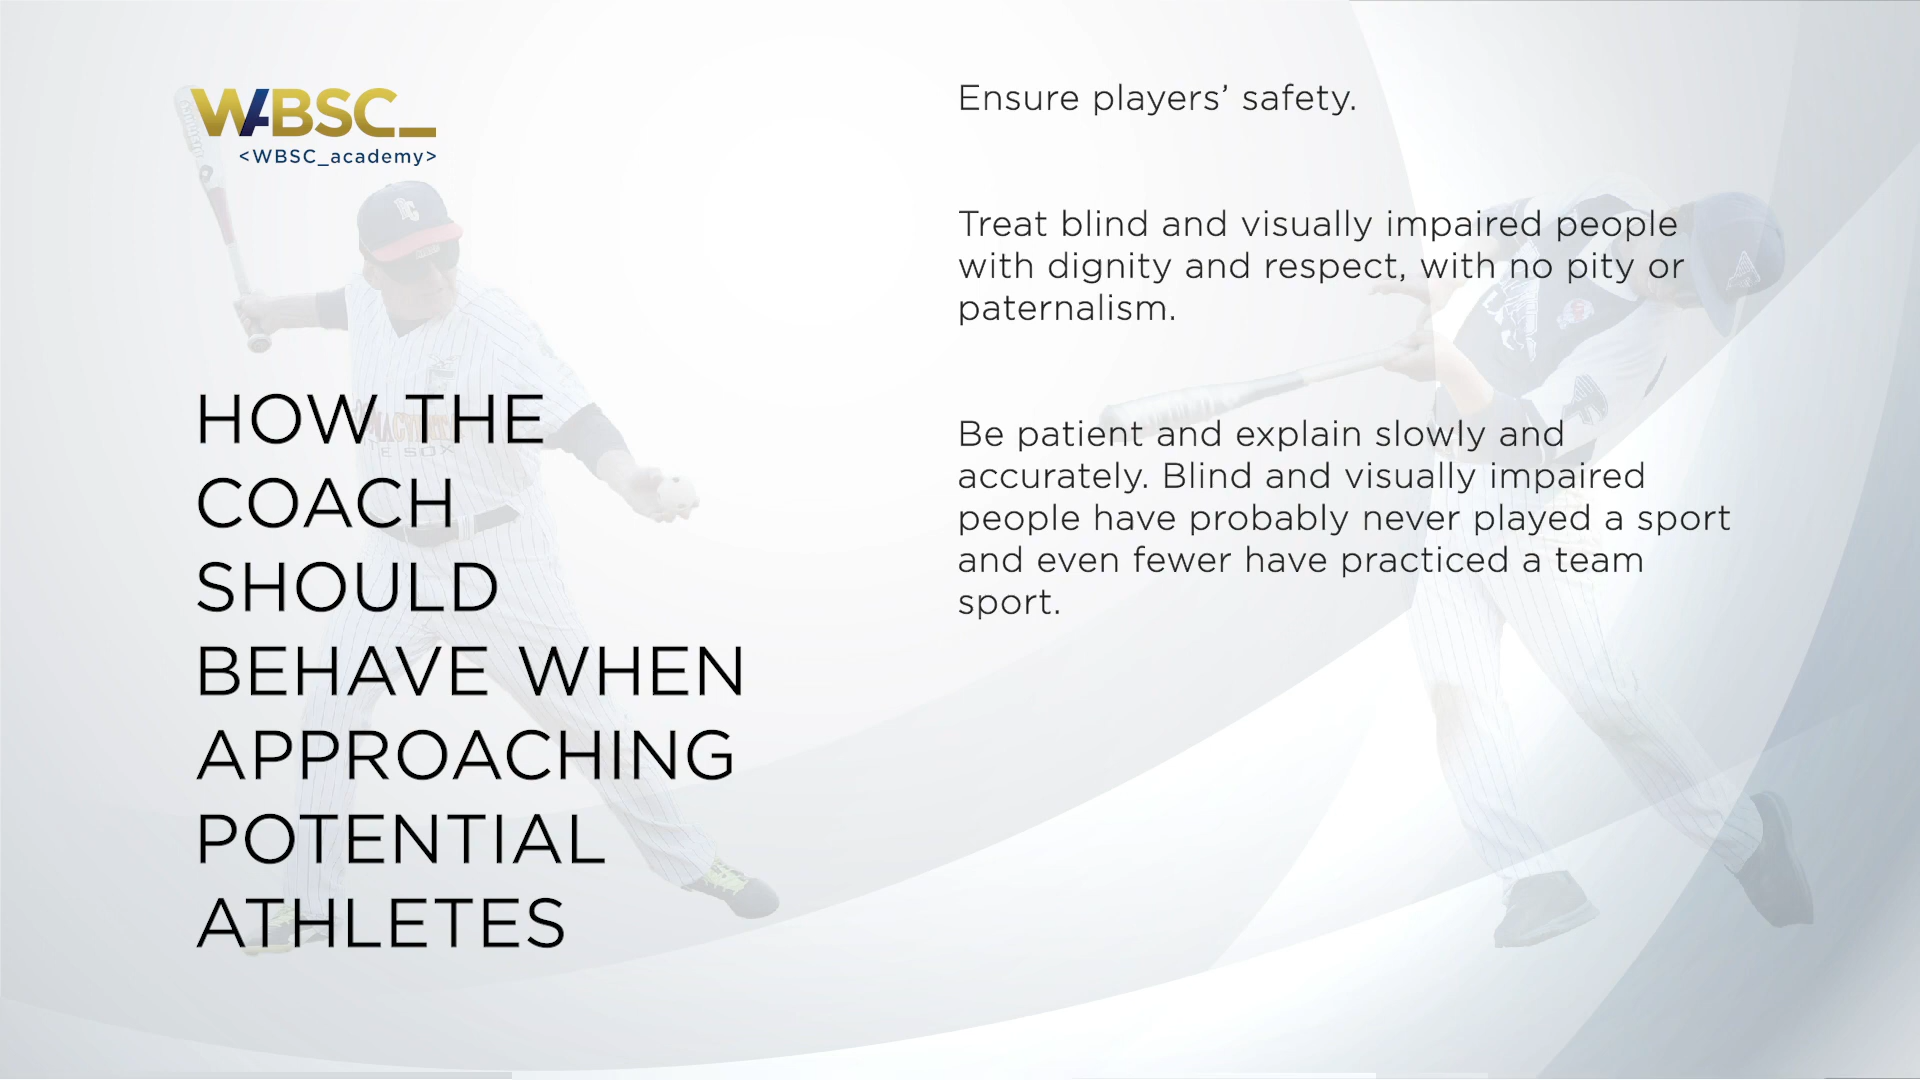 WBSC_
<WBSC_academy>
HOW THE
COACH
SHOULD
BEHAVE WHEN
APPROACHING
POTENTIAL
ATHLETES
Ensure players’ safety.
Treat blind and visually impaired people
with dignity and respect, with no pity or
paternalism.
Be patient and explain slowly and
accurately. Blind and visually impaired
people have probably never played a sport
and even fewer have practiced a team
sport.